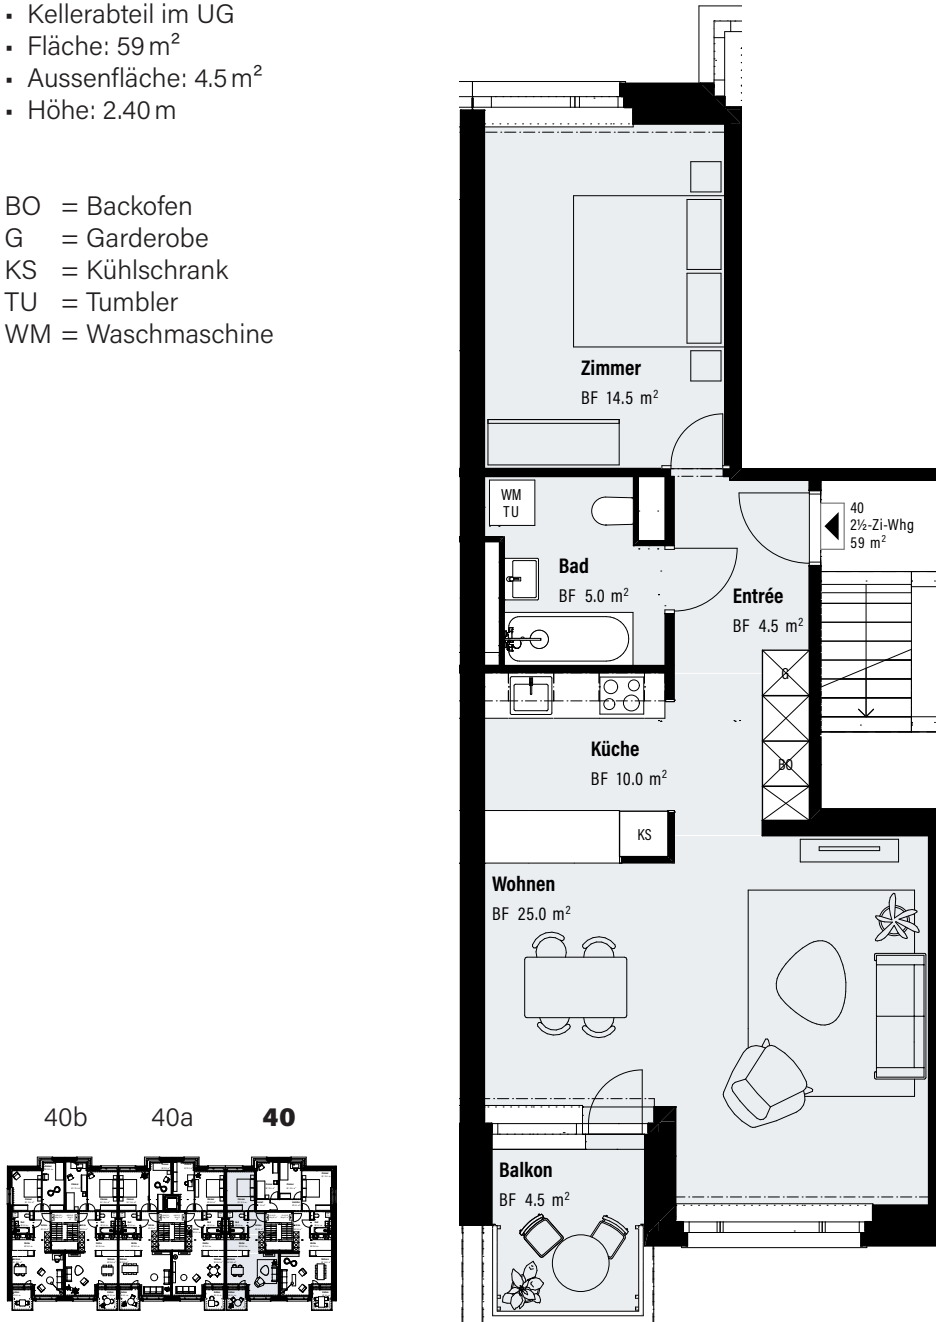 • Kellerabteil im UG
• Fläche: 59 m²
• Aussenfläche: 4.5 m²
• Höhe: 2.40 m
BO = Backofen
G = Garderobe
KS = Kühlschrank
TU = Tumbler
WM = Waschmaschine
Zimmer
BF 14.5 m²
WM
TU
40
2½-Zi-Whg
59 m²
Bad
BF 5.0 m²
Entrée
BF 4.5 m²
G
Küche
BF 10.0 m²
BO
KS
Wohnen
BF 25.0 m²
Balkon
BF 4.5 m²
40b 40a 40